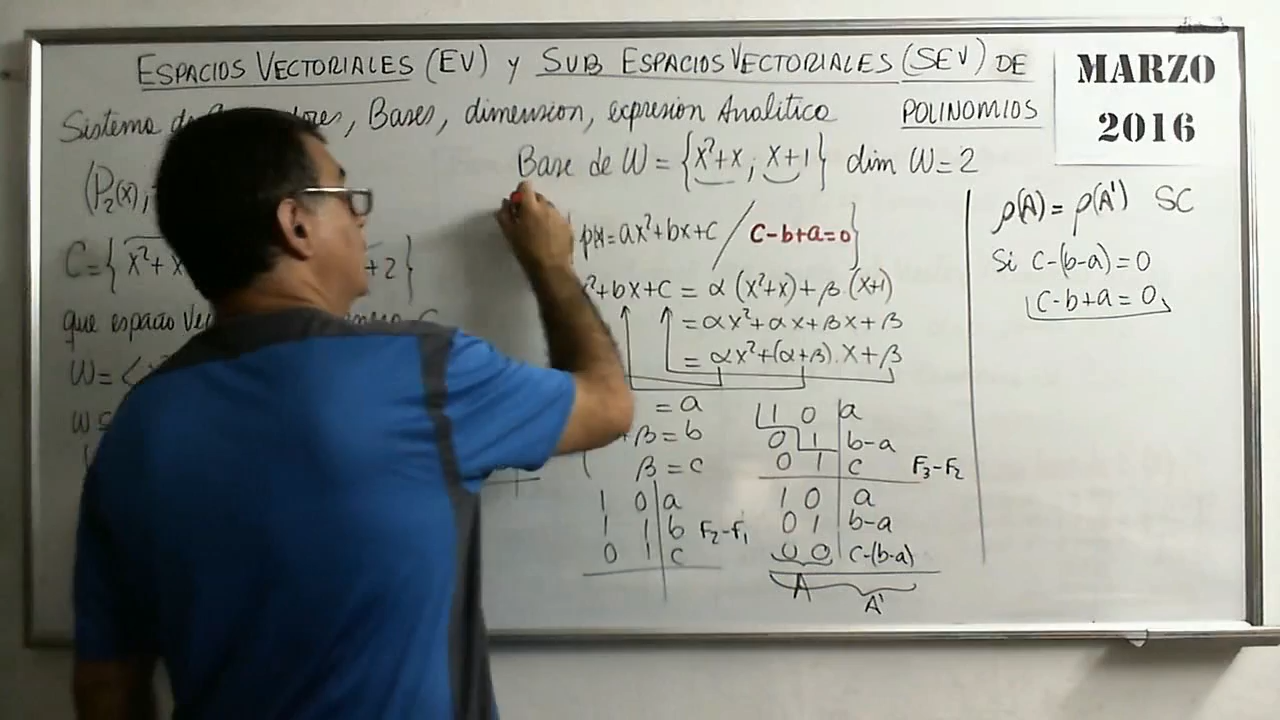 ESPACIOS VECTORIALES (EV) y SUB ESPACIOS VECTORIALES (SEV) DE
POLINOMIOS
MARZO
2016
Sistema , Bases, dimension, expresion Analitica
(P₂(x);
C={ x²+x +2}
que espacio
W=<
Base de W = {x²+x ; x+1} dim W=2
p(x)=ax²+bx+c / c-b+a=0}
²+bx+c = α (x²+x)+β (x+1)
= αx²+αx+βx+β
= αx²+(α+β).x+β
= a
+β = b
β = c
1 0 | a
1 1 | b F₂-f₁
0 1 | c
1 0 | a
0 1 | b-a
0 1 | c F₃-F₂
1 0 | a
0 1 | b-a
0 0 | c-(b-a)
A
A'
ρ(A) = ρ(A') SC
Si c-(b-a)=0
c-b+a=0